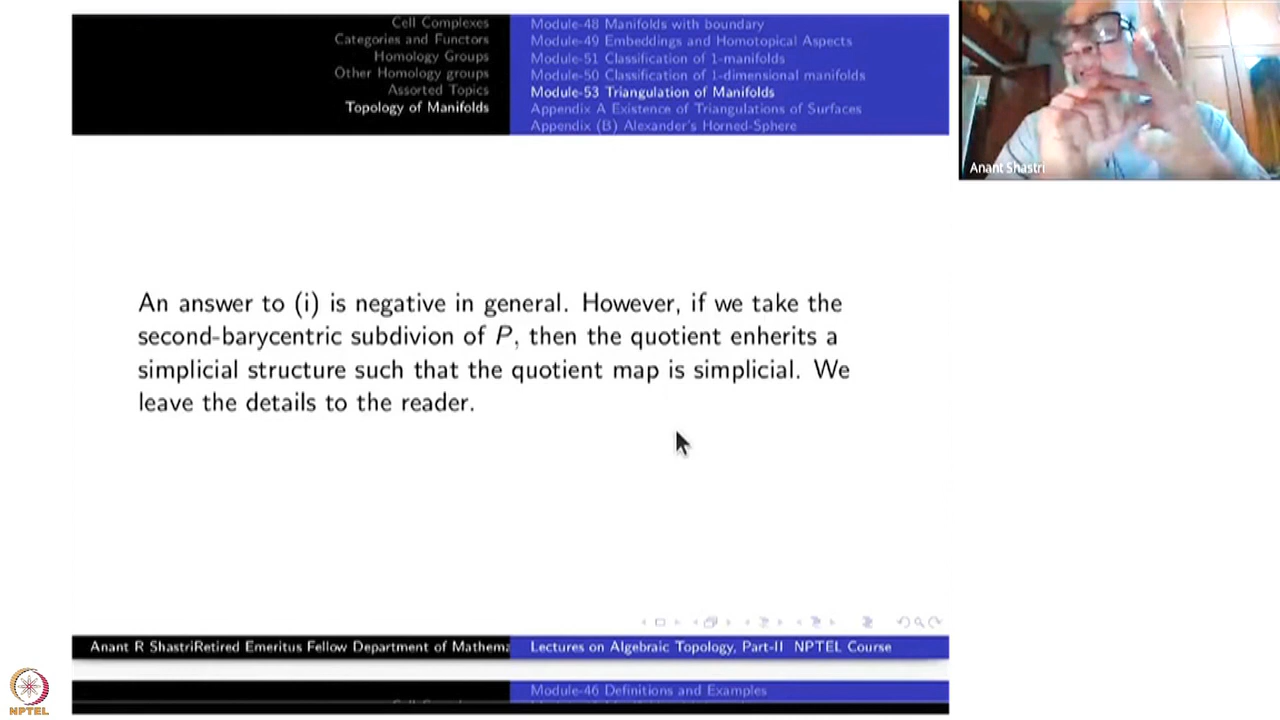 Cell Complexes
Categories and Functors
Homology Groups
Other Homology groups
Assorted Topics
Topology of Manifolds
Module-48 Manifolds with boundary
Module-49 Embeddings and Homotopical Aspects
Module-51 Classification of 1-manifolds
Module-50 Classification of 1-dimensional manifolds
Module-53 Triangulation of Manifolds
Appendix A Existence of Triangulations of Surfaces
Appendix (B) Alexander's Horned-Sphere
Anant Shastri
An answer to (i) is negative in general. However, if we take the
second-barycentric subdivion of P, then the quotient enherits a
simplicial structure such that the quotient map is simplicial. We
leave the details to the reader.
Anant R ShastriRetired Emeritus Fellow Department of Mathema
Lectures on Algebraic Topology, Part-II NPTEL Course
Module-46 Definitions and Examples
NPTEL